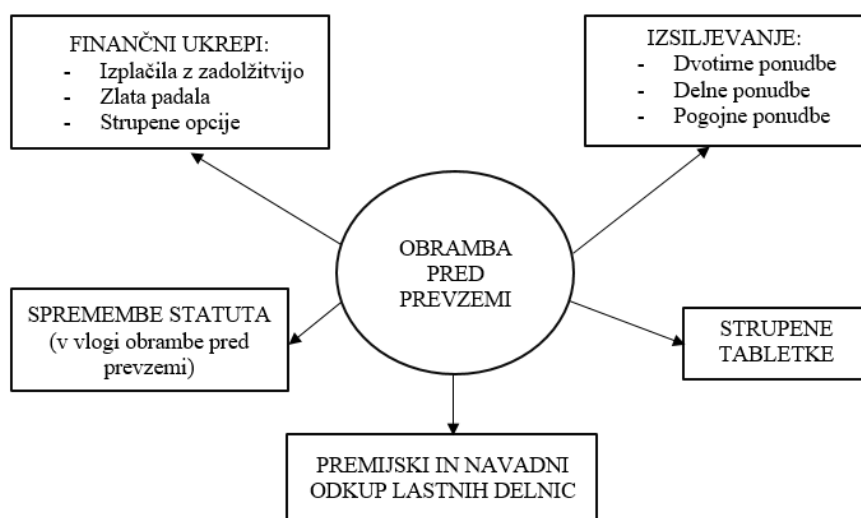 FINANČNI UKREPI:
- Izplačila z zadolžitvijo
- Zlata padala
- Strupene opcije
IZSILJEVANJE:
- Dvotirne ponudbe
- Delne ponudbe
- Pogojne ponudbe
OBRAMBA
PRED
PREVZEMI
SPREMEMBE STATUTA
(v vlogi obrambe pred
prevzemi)
STRUPENE
TABLETKE
PREMIJSKI IN NAVADNI
ODKUP LASTNIH DELNIC